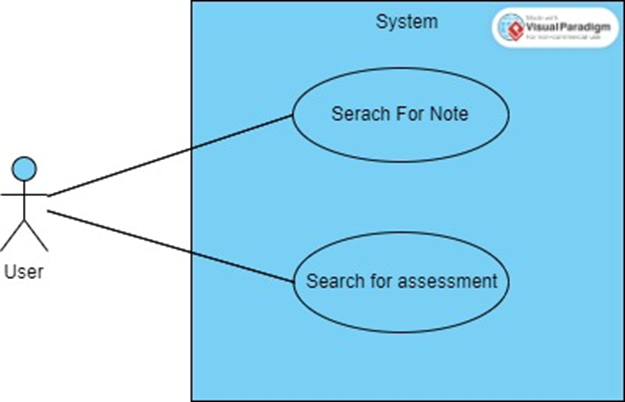 System
Made with
Visual Paradigm
For non-commercial use
Serach For Note
User
Search for assessment